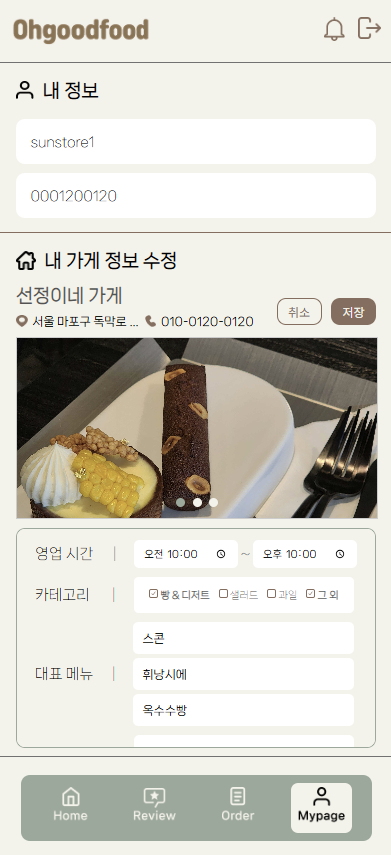 Ohgoodfood
내 정보
sunstore1
0001200120
내 가게 정보 수정
선정이네 가게
서울 마포구 독막로 ... 010-0120-0120
취소 저장
영업 시간 | 오전 10:00 ~ 오후 10:00
카테고리 | 빵 & 디저트 샐러드 과일 그 외
스콘
대표 메뉴 | 휘낭시에
옥수수빵
Home Review Order Mypage